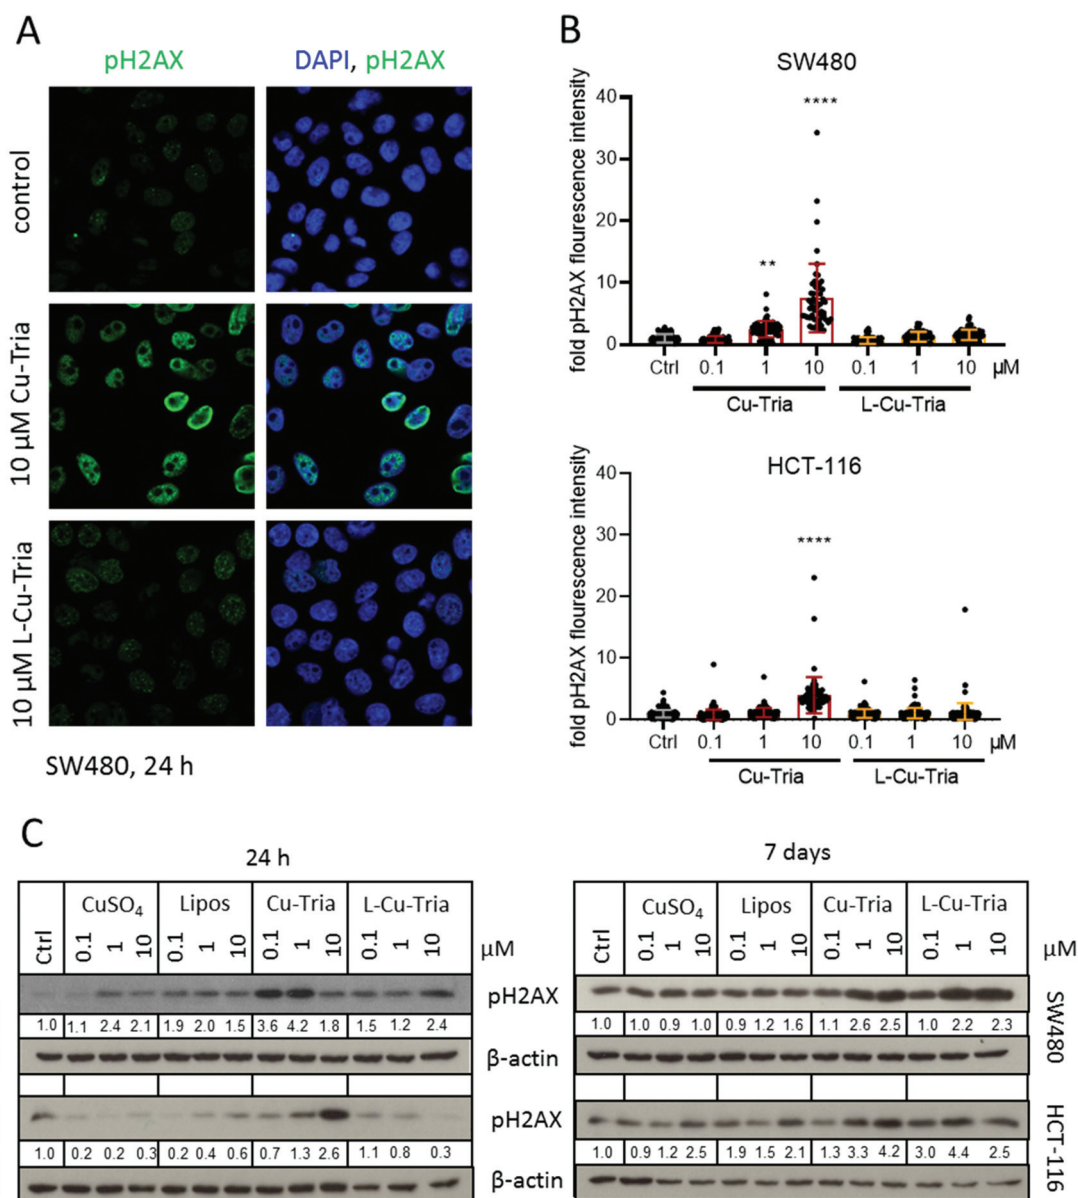 A
pH2AX
DAPI, pH2AX
control
10 µM Cu-Tria
10 µM L-Cu-Tria
SW480, 24 h
B
SW480
fold pH2AX flourescence intensity
40
30
20
10
0
****
**
Ctrl 0.1 1 10 0.1 1 10 µM
Cu-Tria L-Cu-Tria
HCT-116
fold pH2AX flourescence intensity
40
30
20
10
0
****
Ctrl 0.1 1 10 0.1 1 10 µM
Cu-Tria L-Cu-Tria
C
24 h
Ctrl CuSO4 Lipos Cu-Tria L-Cu-Tria
0.1 1 10 0.1 1 10 0.1 1 10 0.1 1 10 µM
pH2AX
1.0 1.1 2.4 2.1 1.9 2.0 1.5 3.6 4.2 1.8 1.5 1.2 2.4
β-actin
pH2AX
1.0 0.2 0.2 0.3 0.2 0.4 0.6 0.7 1.3 2.6 1.1 0.8 0.3
β-actin
7 days
Ctrl CuSO4 Lipos Cu-Tria L-Cu-Tria
0.1 1 10 0.1 1 10 0.1 1 10 0.1 1 10 µM
1.0 1.0 0.9 1.0 0.9 1.2 1.6 1.1 2.6 2.5 1.0 2.2 2.3
SW480
1.0 0.9 1.2 2.5 1.9 1.5 2.1 1.3 3.3 4.2 3.0 4.4 2.5
HCT-116